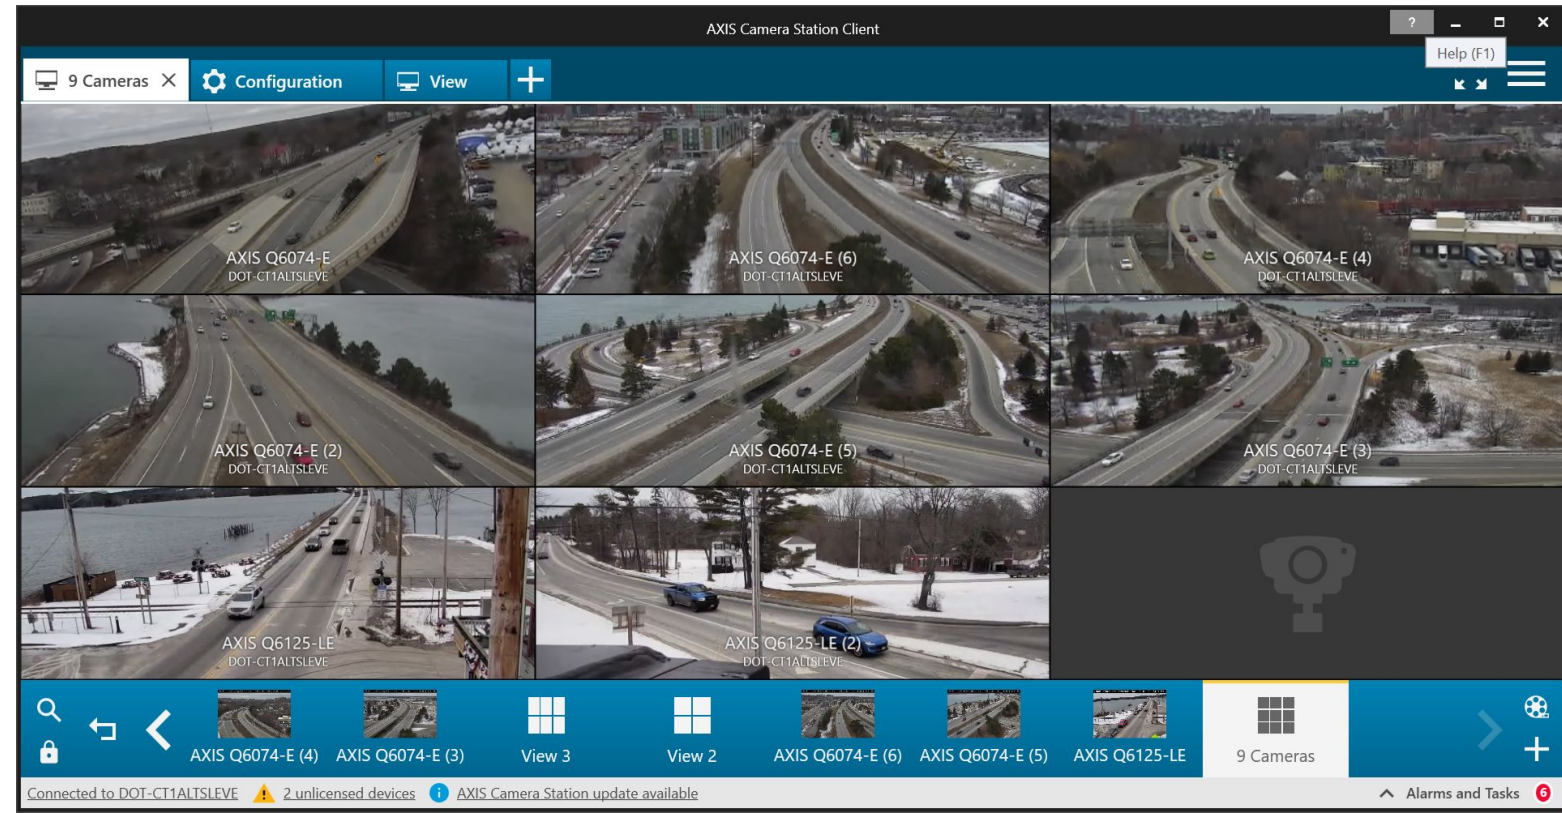 AXIS Camera Station Client
?
Help (F1)
9 Cameras
Configuration
View
AXIS Q6074-E
DOT-CT1ALTSLEVE
AXIS Q6074-E (6)
DOT-CT1ALTSLEVE
AXIS Q6074-E (4)
DOT-CT1ALTSLEVE
AXIS Q6074-E (2)
DOT-CT1ALTSLEVE
AXIS Q6074-E (5)
DOT-CT1ALTSLEVE
AXIS Q6074-E (3)
DOT-CT1ALTSLEVE
AXIS Q6125-LE
DOT-CT1ALTSLEVE
AXIS Q6125-LE (2)
DOT-CT1ALTSLEVE
AXIS Q6074-E (4)
AXIS Q6074-E (3)
View 3
View 2
AXIS Q6074-E (6)
AXIS Q6074-E (5)
AXIS Q6125-LE
9 Cameras
Connected to DOT-CT1ALTSLEVE
2 unlicensed devices
AXIS Camera Station update available
Alarms and Tasks
6